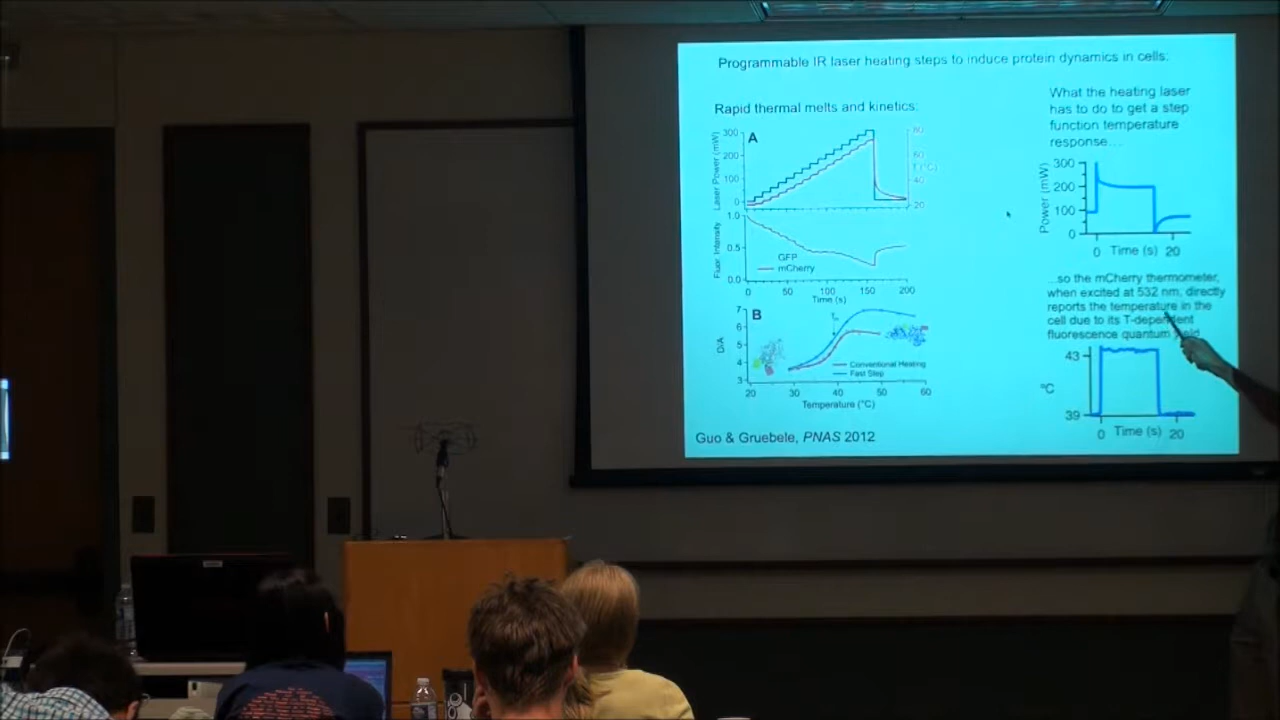 Programmable IR laser heating steps to induce protein dynamics in cells:
Rapid thermal melts and kinetics:
A
Laser Power (mW)
300
200
100
0
80
60
T (°C)
40
20
Fluor. Intensity
1.0
0.5
0.0
GFP
mCherry
0 50 100 150 200
Time (s)
B
D/A
7
6
5
4
3
Conventional Heating
Fast Step
20 30 40 50 60
Temperature (°C)
Guo & Gruebele, PNAS 2012
What the heating laser
has to do to get a step
function temperature
response...
Power (mW)
300
200
100
0
0 Time (s) 20
...so the mCherry thermometer,
when excited at 532 nm, directly
reports the temperature in the
cell due to its T-dependent
fluorescence quantum yield
43
°C
39
0 Time (s) 20